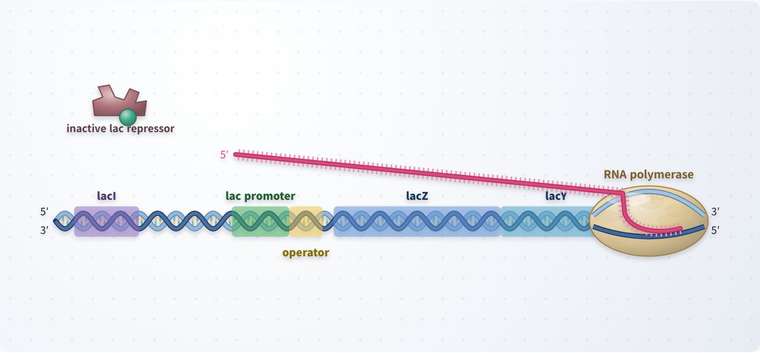 inactive lac repressor
5'
RNA polymerase
lacI
lac promoter
lacZ
lacY
5'
3'
3'
5'
operator